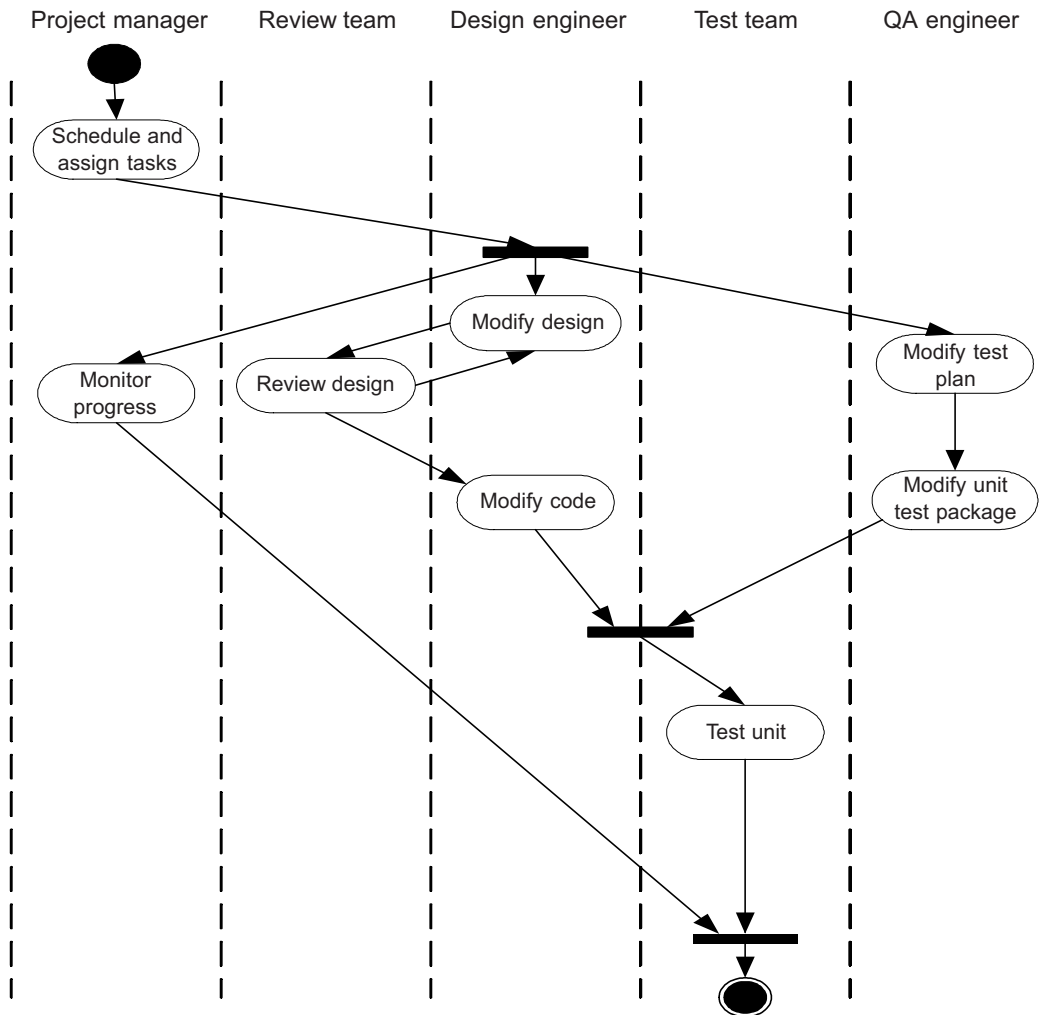 Project manager
Review team
Design engineer
Test team
QA engineer
Schedule and
assign tasks
Modify design
Modify test
plan
Monitor
progress
Review design
Modify code
Modify unit
test package
Test unit